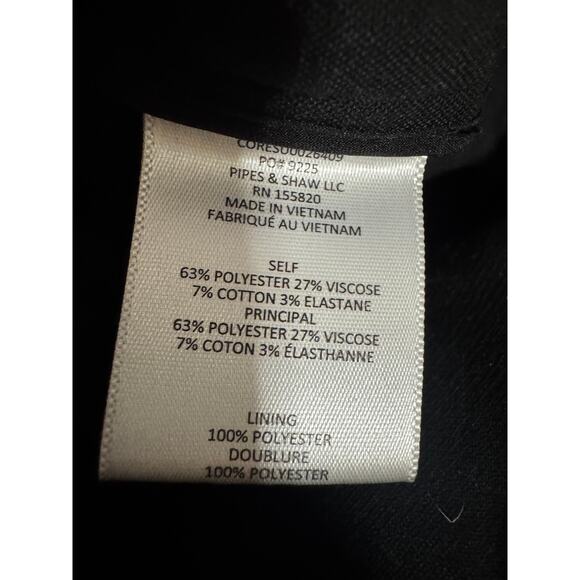 CORES00026409
PO# 9225
PIPES & SHAW LLC
RN 155820
MADE IN VIETNAM
FABRIQUÉ AU VIETNAM
SELF
63% POLYESTER 27% VISCOSE
7% COTTON 3% ELASTANE
PRINCIPAL
63% POLYESTER 27% VISCOSE
7% COTON 3% ÉLASTHANNE
LINING
100% POLYESTER
DOUBLURE
100% POLYESTER